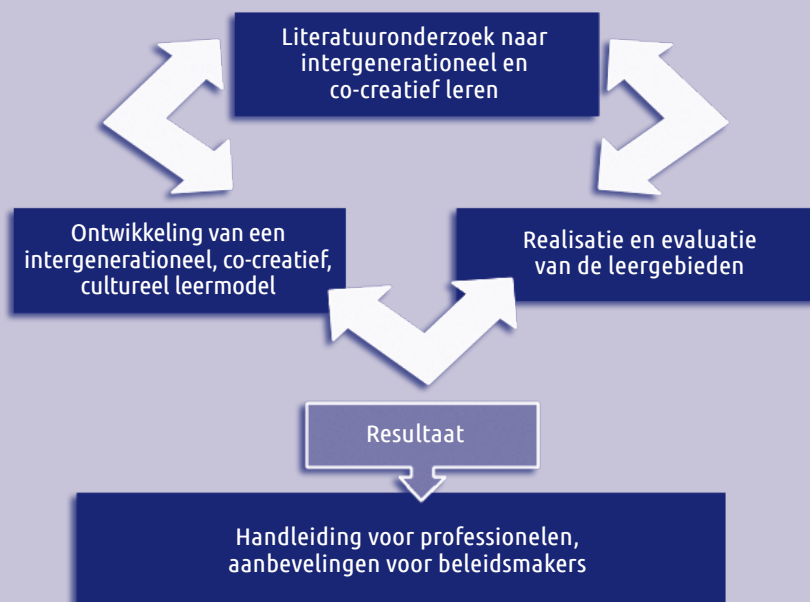 Literatuuronderzoek naar
intergenerationeel en
co-creatief leren
Ontwikkeling van een
intergenerationeel, co-creatief,
cultureel leermodel
Realisatie en evaluatie
van de leergebieden
Resultaat
Handleiding voor professionelen,
aanbevelingen voor beleidsmakers